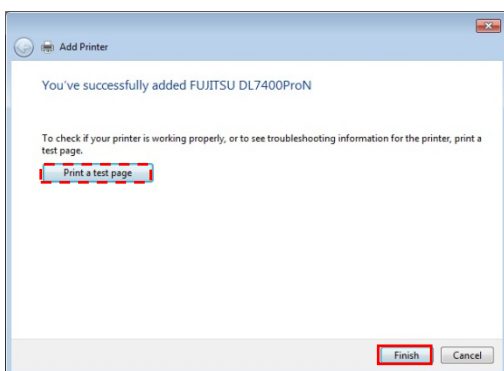 Add Printer
You've successfully added FUJITSU DL7400ProN
To check if your printer is working properly, or to see troubleshooting information for the printer, print a
test page.
Print a test page
Finish
Cancel